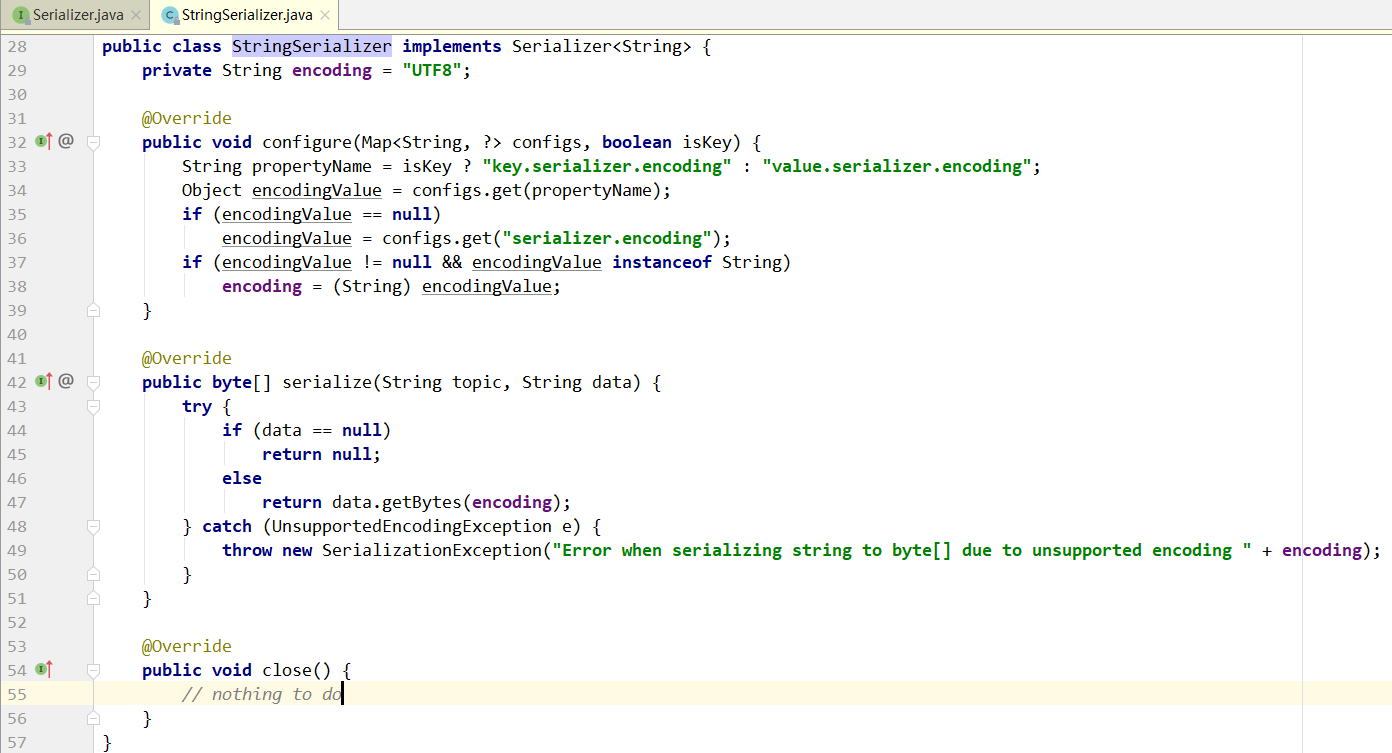 Serializer.java StringSerializer.java
28 public class StringSerializer implements Serializer<String> {
29 private String encoding = "UTF8";
30
31 @Override
32 public void configure(Map<String, ?> configs, boolean isKey) {
33 String propertyName = isKey ? "key.serializer.encoding" : "value.serializer.encoding";
34 Object encodingValue = configs.get(propertyName);
35 if (encodingValue == null)
36 encodingValue = configs.get("serializer.encoding");
37 if (encodingValue != null && encodingValue instanceof String)
38 encoding = (String) encodingValue;
39 }
40
41 @Override
42 public byte[] serialize(String topic, String data) {
43 try {
44 if (data == null)
45 return null;
46 else
47 return data.getBytes(encoding);
48 } catch (UnsupportedEncodingException e) {
49 throw new SerializationException("Error when serializing string to byte[] due to unsupported encoding " + encoding);
50 }
51 }
52
53 @Override
54 public void close() {
55 // nothing to do
56 }
57 }